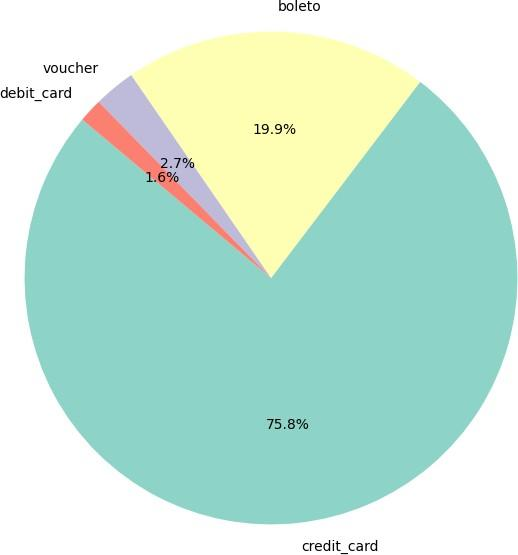 boleto
voucher
debit_card
19.9%
2.7%
1.6%
75.8%
credit_card